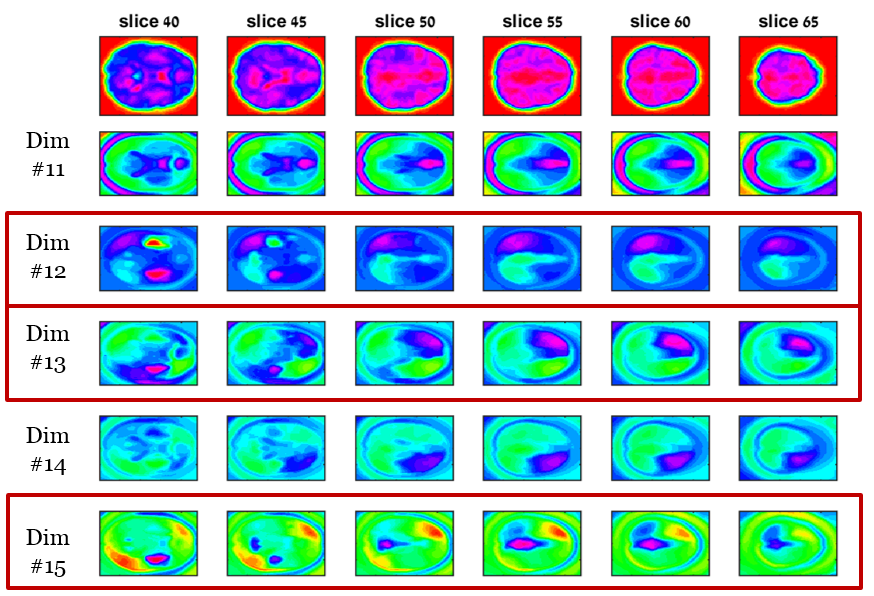 slice 40 slice 45 slice 50 slice 55 slice 60 slice 65
Dim
#11
Dim
#12
Dim
#13
Dim
#14
Dim
#15